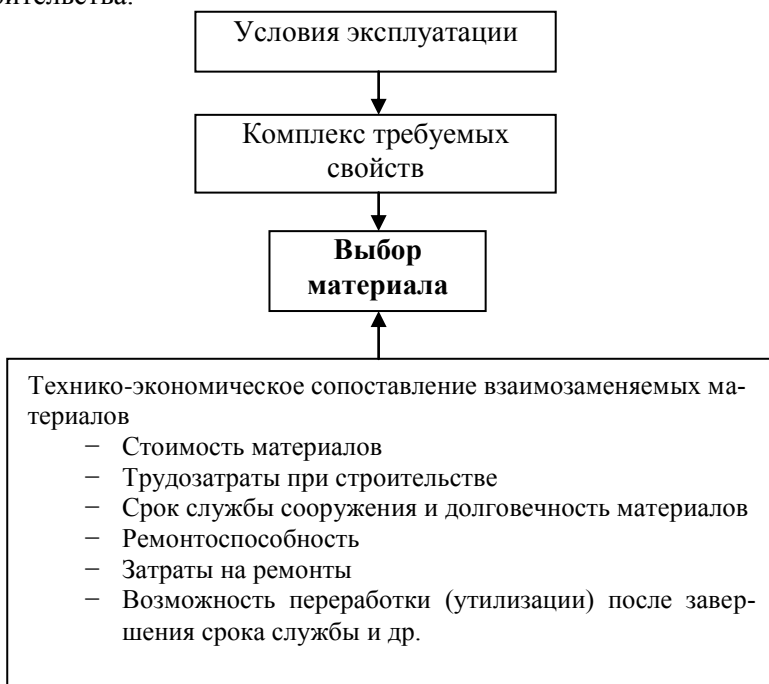 оительства.
Условия эксплуатации
Комплекс требуемых
свойств
Выбор
материала
Технико-экономическое сопоставление взаимозаменяемых ма-
териалов
− Стоимость материалов
− Трудозатраты при строительстве
− Срок службы сооружения и долговечность материалов
− Ремонтоспособность
− Затраты на ремонты
− Возможность переработки (утилизации) после завер-
шения срока службы и др.